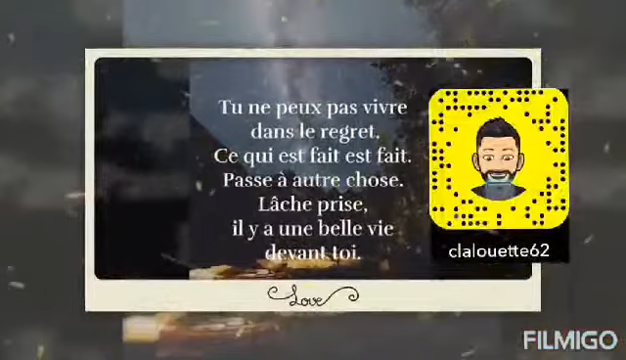 Tu ne peux pas vivre
dans le regret,
Ce qui est fait est fait.
Passe à autre chose.
Lâche prise,
il y a une belle vie
devant toi.
clalouette62
Love
FILMIGO